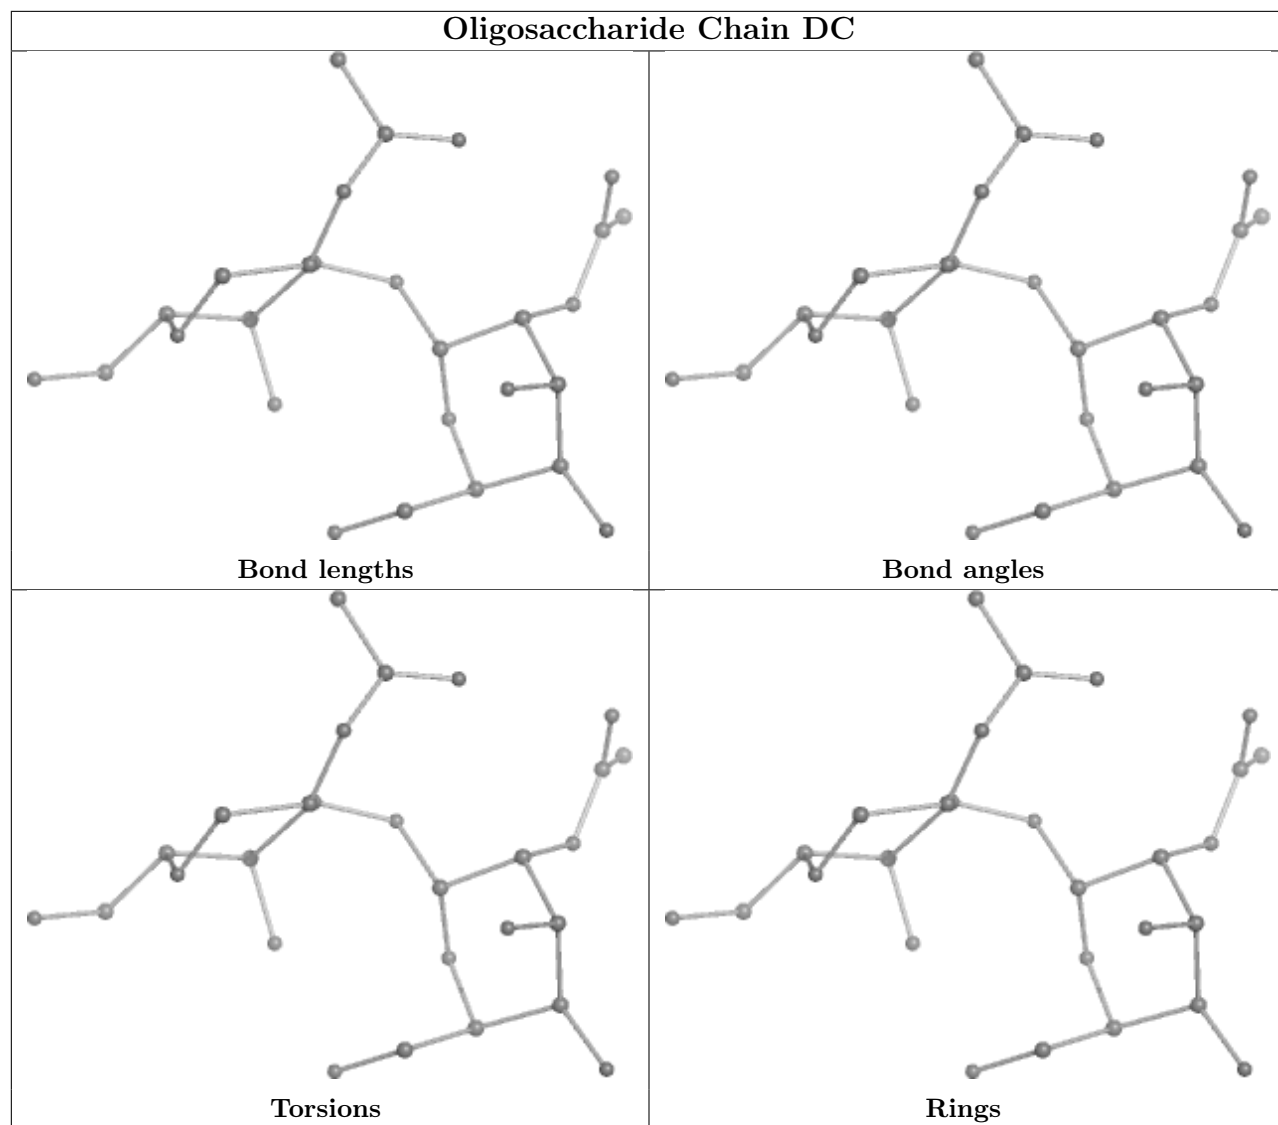 Oligosaccharide Chain DC
Bond lengths
Bond angles
Torsions
Rings